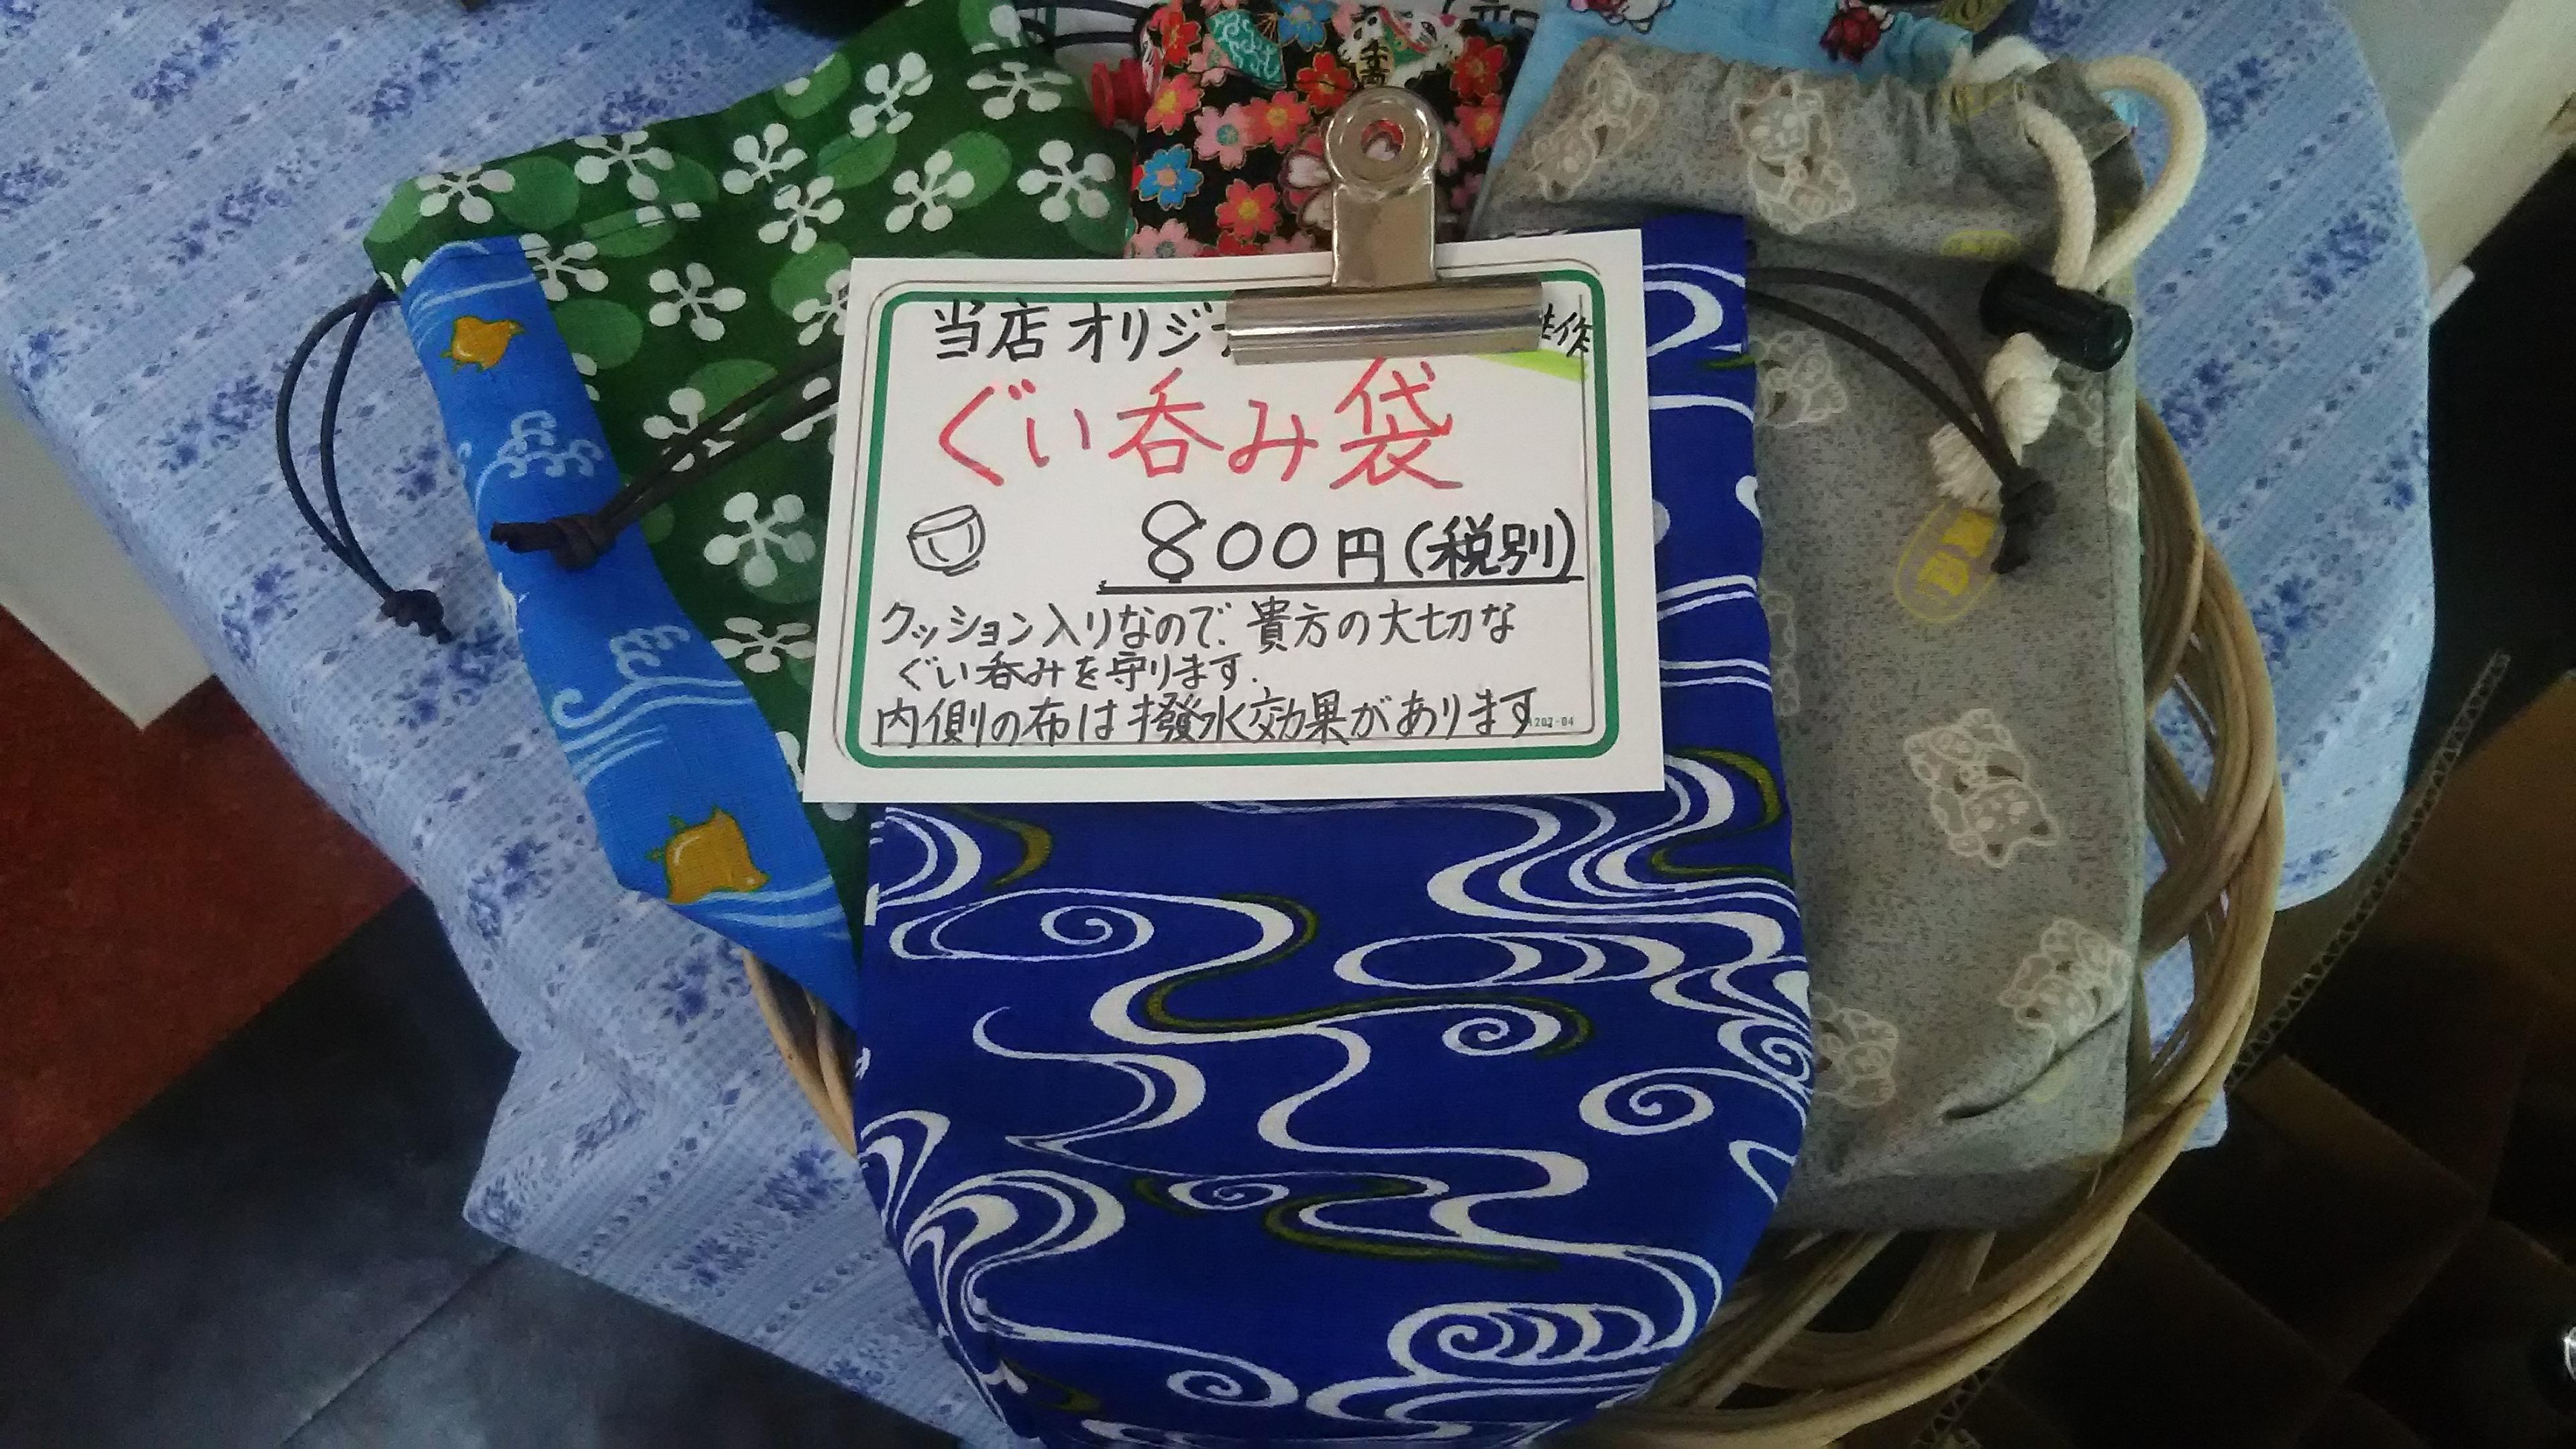 当店オリジ
ぐい呑み袋
800円(税別)
クッション入りなので、貴方の大切な
ぐい呑みを守ります.
内側の布は撥水効果があります